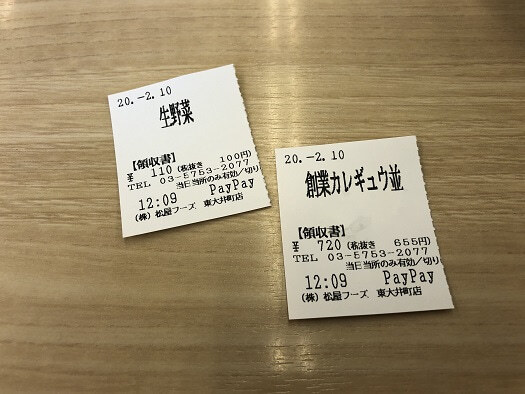 20.-2.10
生野菜
【領収書】
¥ 110 (税抜き 100円)
TEL 03-5753-2077
当日当所のみ有効/切り
12:09 PayPay
(株) 松屋フーズ 東大井町店
20.-2.10
創業カレギュウ並
【領収書】
¥ 720 (税抜き 655円)
TEL 03-5753-2077
当日当所のみ有効/切り
12:09 PayPay
(株) 松屋フーズ 東大井町店